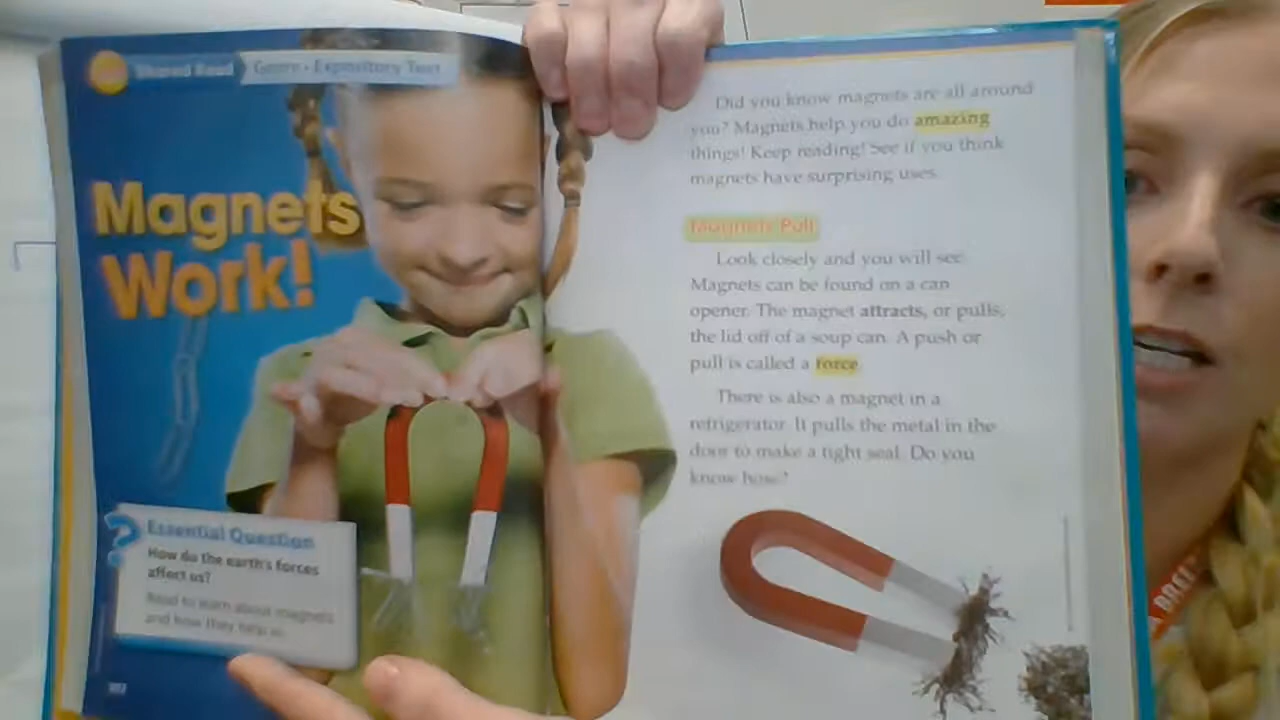 Shared Read
Genre • Expository Text
Magnets
Work!
Essential Question
How do the earth's forces
affect us?
Read to learn about magnets
and how they help us.
Did you know magnets are all around
you? Magnets help you do amazing
things! Keep reading! See if you think
magnets have surprising uses.
Magnets Pull
Look closely and you will see.
Magnets can be found on a can
opener. The magnet attracts, or pulls,
the lid off of a soup can. A push or
pull is called a force.
There is also a magnet in a
refrigerator. It pulls the metal in the
door to make a tight seal. Do you
know how?